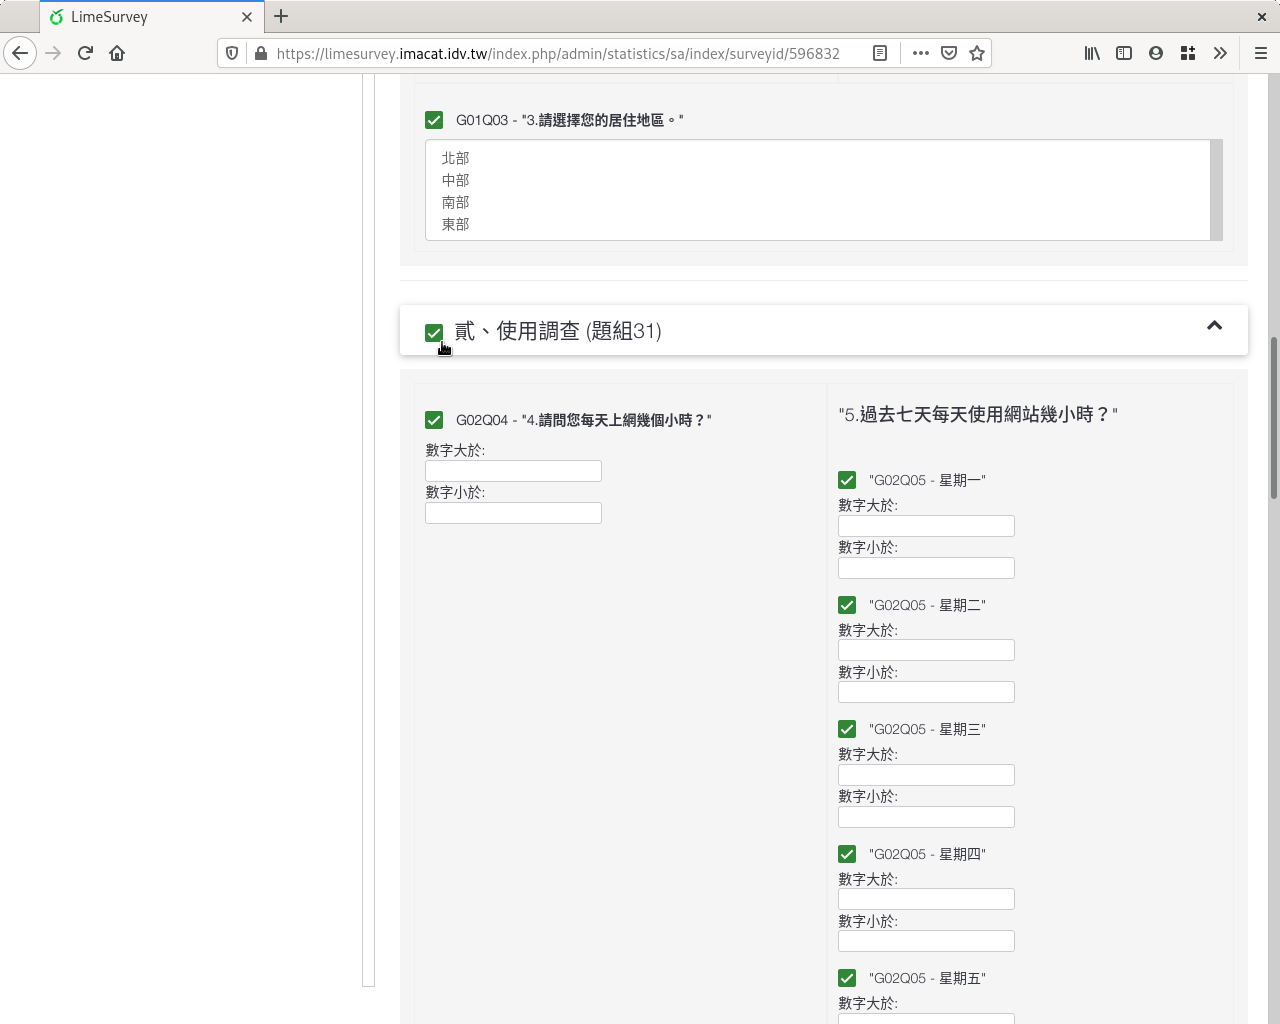 LimeSurvey
https://limesurvey.imacat.idv.tw/index.php/admin/statistics/sa/index/surveyid/596832
G01Q03 - "3.請選擇您的居住地區。"
北部
中部
南部
東部
貳、使用調查 (題組31)
G02Q04 - "4.請問您每天上網幾個小時？"
數字大於:
數字小於:
"5.過去七天每天使用網站幾小時？"
"G02Q05 - 星期一"
數字大於:
數字小於:
"G02Q05 - 星期二"
數字大於:
數字小於:
"G02Q05 - 星期三"
數字大於:
數字小於:
"G02Q05 - 星期四"
數字大於:
數字小於:
"G02Q05 - 星期五"
數字大於: